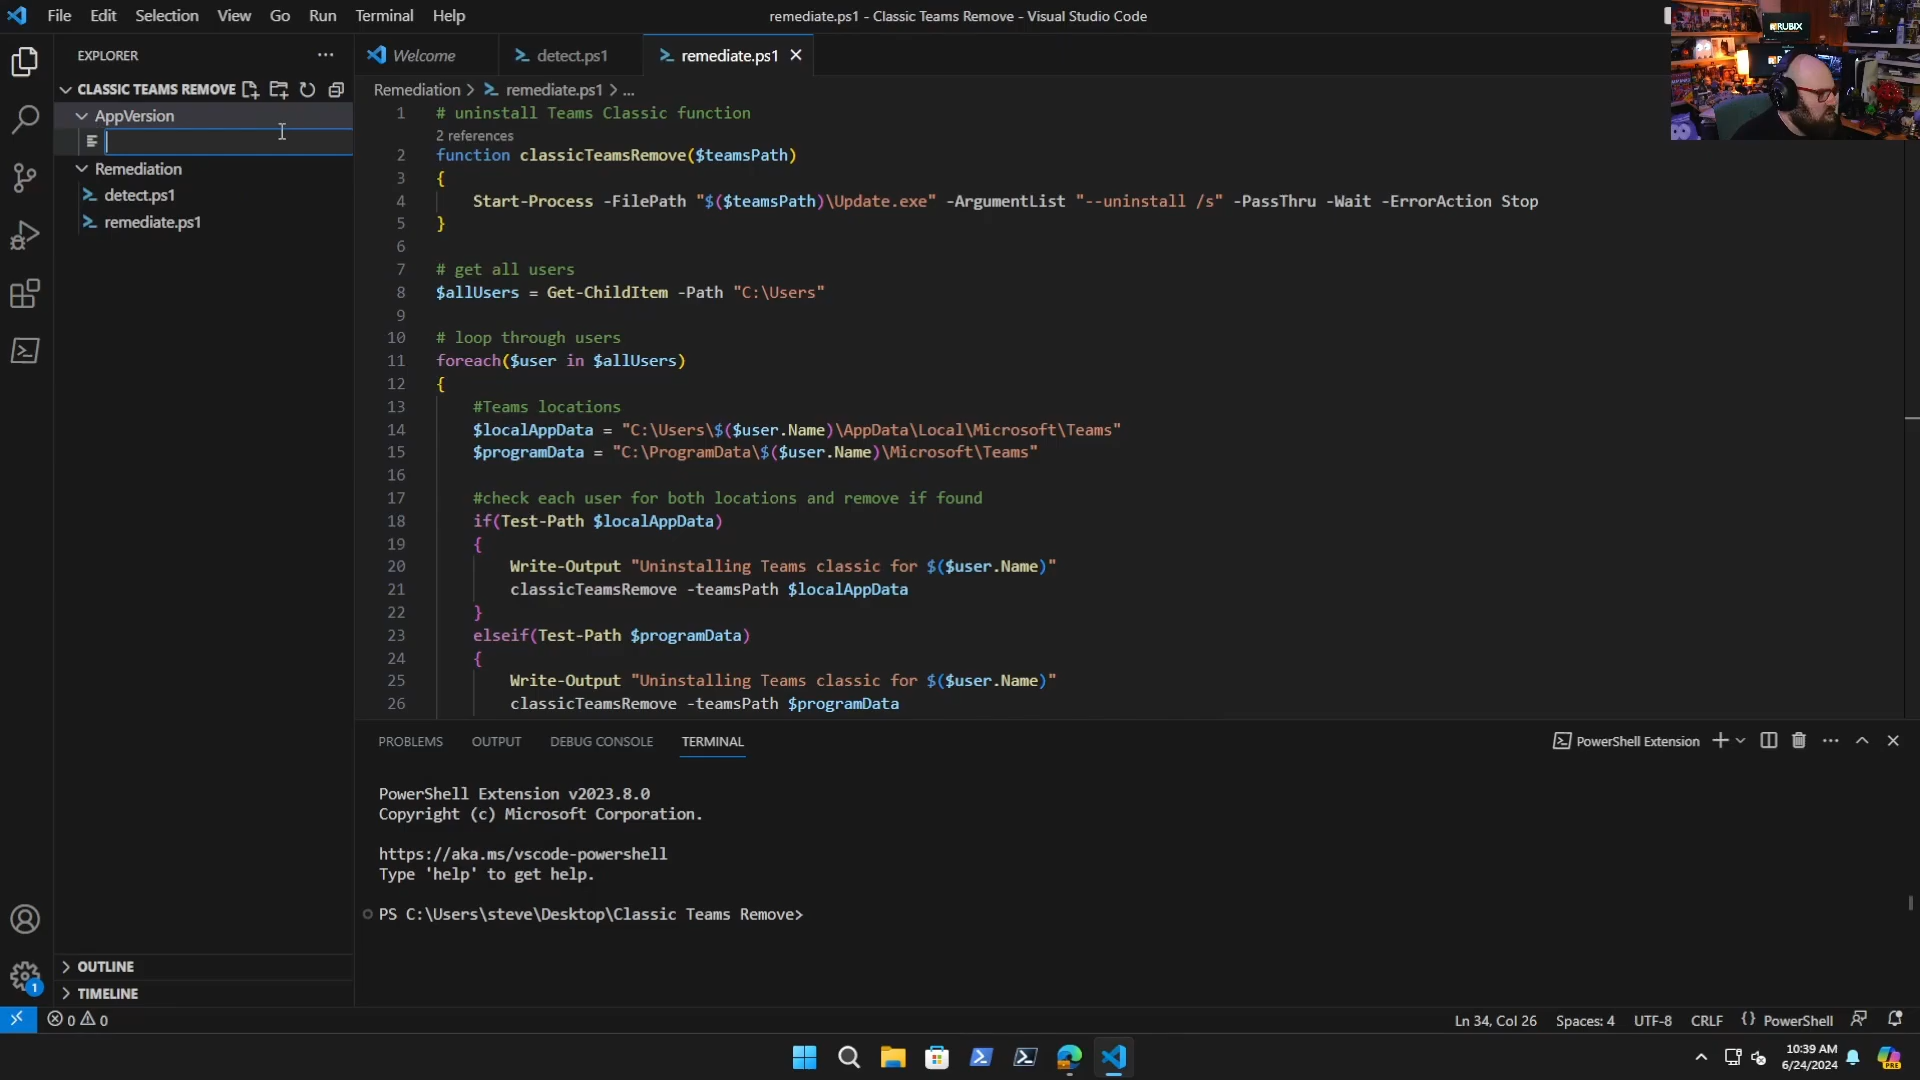 File Edit Selection View Go Run Terminal Help
remediate.ps1 - Classic Teams Remove - Visual Studio Code
RUBIX
EXPLORER
CLASSIC TEAMS REMOVE
AppVersion
Remediation
detect.ps1
remediate.ps1
OUTLINE
TIMELINE
Welcome detect.ps1 remediate.ps1
Remediation > remediate.ps1 > ...
1 # uninstall Teams Classic function
2 references
2 function classicTeamsRemove($teamsPath)
3 {
4 Start-Process -FilePath "$($teamsPath)\Update.exe" -ArgumentList "--uninstall /s" -PassThru -Wait -ErrorAction Stop
5 }
6
7 # get all users
8 $allUsers = Get-ChildItem -Path "C:\Users"
9
10 # loop through users
11 foreach($user in $allUsers)
12 {
13 #Teams locations
14 $localAppData = "C:\Users\$($user.Name)\AppData\Local\Microsoft\Teams"
15 $programData = "C:\ProgramData\$($user.Name)\Microsoft\Teams"
16
17 #check each user for both locations and remove if found
18 if(Test-Path $localAppData)
19 {
20 Write-Output "Uninstalling Teams classic for $($user.Name)"
21 classicTeamsRemove -teamsPath $localAppData
22 }
23 elseif(Test-Path $programData)
24 {
25 Write-Output "Uninstalling Teams classic for $($user.Name)"
26 classicTeamsRemove -teamsPath $programData
PROBLEMS OUTPUT DEBUG CONSOLE TERMINAL
PowerShell Extension
PowerShell Extension v2023.8.0
Copyright (c) Microsoft Corporation.
https://aka.ms/vscode-powershell
Type 'help' to get help.
PS C:\Users\steve\Desktop\Classic Teams Remove>
1
0 0
Ln 34, Col 26 Spaces: 4 UTF-8 CRLF {} PowerShell
10:39 AM
6/24/2024
PRE